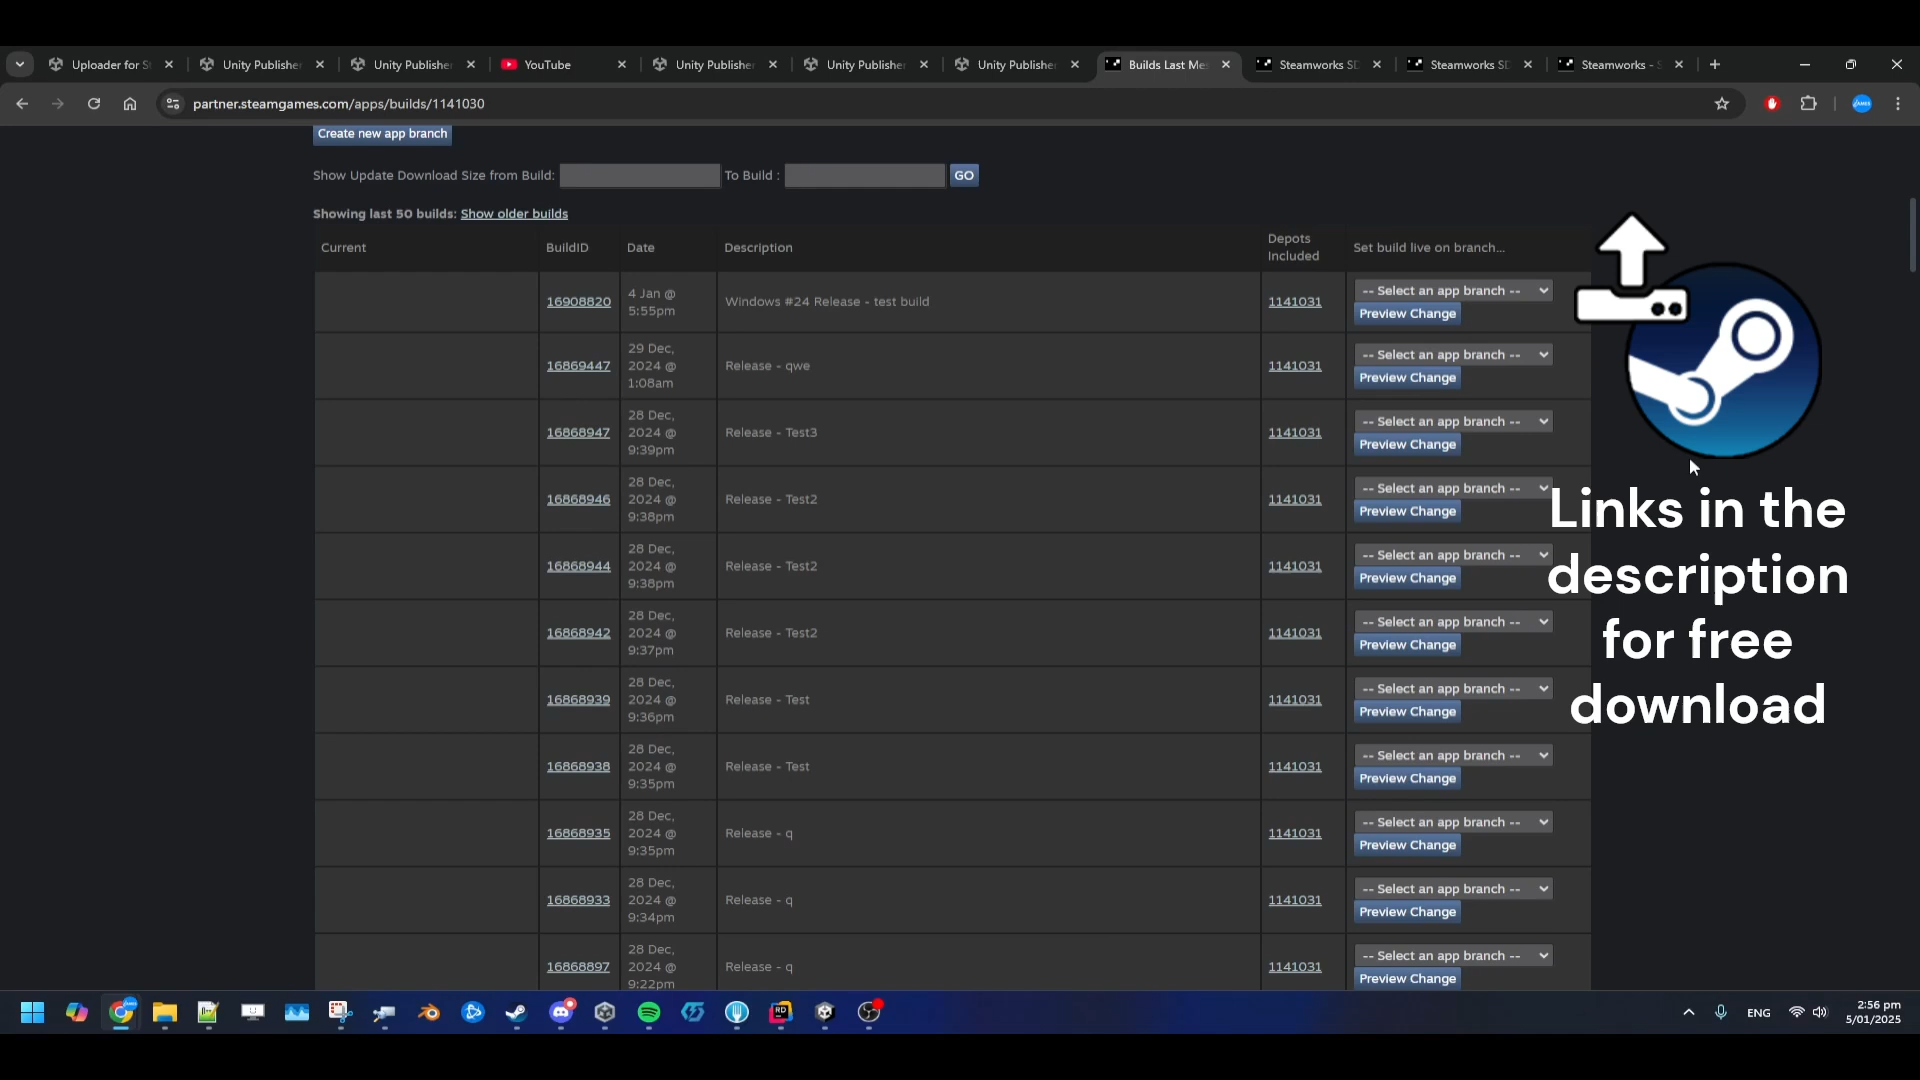 Uploader for St
Unity Publisher
Unity Publisher
YouTube
Unity Publisher
Unity Publisher
Unity Publisher
Builds Last Mes
Steamworks SD
Steamworks SD
Steamworks - S
partner.steamgames.com/apps/builds/1141030
Create new app branch
Show Update Download Size from Build: To Build : GO
Showing last 50 builds: Show older builds
Current BuildID Date Description Depots Included Set build live on branch...
16908820 4 Jan @ 5:55pm Windows #24 Release - test build 1141031 -- Select an app branch --
Preview Change
16869447 29 Dec, 2024 @ 1:08am Release - qwe 1141031 -- Select an app branch --
Preview Change
16868947 28 Dec, 2024 @ 9:39pm Release - Test3 1141031 -- Select an app branch --
Preview Change
16868946 28 Dec, 2024 @ 9:38pm Release - Test2 1141031 -- Select an app branch --
Preview Change
16868944 28 Dec, 2024 @ 9:38pm Release - Test2 1141031 -- Select an app branch --
Preview Change
16868942 28 Dec, 2024 @ 9:37pm Release - Test2 1141031 -- Select an app branch --
Preview Change
16868939 28 Dec, 2024 @ 9:36pm Release - Test 1141031 -- Select an app branch --
Preview Change
16868938 28 Dec, 2024 @ 9:35pm Release - Test 1141031 -- Select an app branch --
Preview Change
16868935 28 Dec, 2024 @ 9:35pm Release - q 1141031 -- Select an app branch --
Preview Change
16868933 28 Dec, 2024 @ 9:34pm Release - q 1141031 -- Select an app branch --
Preview Change
16868897 28 Dec, 2024 @ 9:22pm Release - q 1141031 -- Select an app branch --
Preview Change
Links in the
description
for free
download
RD
ENG
2:56 pm
5/01/2025